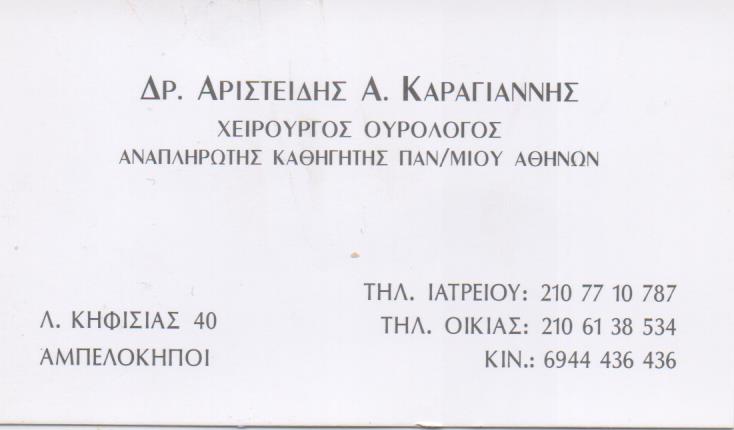 ΔΡ. ΑΡΙΣΤΕΙΔΗΣ Α. ΚΑΡΑΓΙΑΝΝΗΣ
ΧΕΙΡΟΥΡΓΟΣ ΟΥΡΟΛΟΓΟΣ
ΑΝΑΠΛΗΡΩΤΗΣ ΚΑΘΗΓΗΤΗΣ ΠΑΝ/ΜΙΟΥ ΑΘΗΝΩΝ
Λ. ΚΗΦΙΣΙΑΣ 40
ΑΜΠΕΛΟΚΗΠΟΙ
ΤΗΛ. ΙΑΤΡΕΙΟΥ: 210 77 10 787
ΤΗΛ. ΟΙΚΙΑΣ: 210 61 38 534
ΚΙΝ.: 6944 436 436